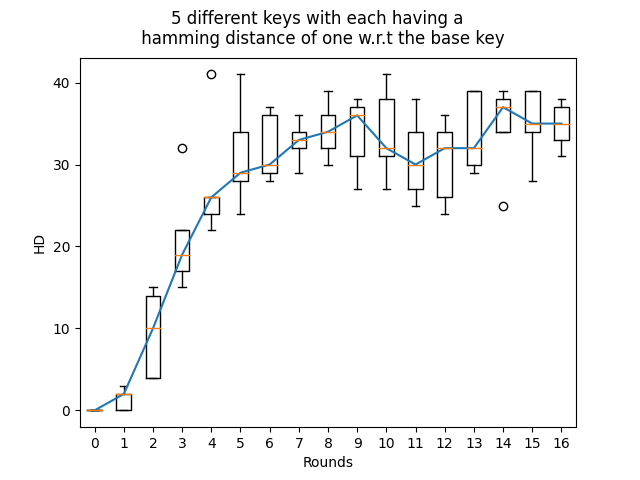 5 different keys with each having a
hamming distance of one w.r.t the base key
40
30
20
10
0
HD
0 1 2 3 4 5 6 7 8 9 10 11 12 13 14 15 16
Rounds